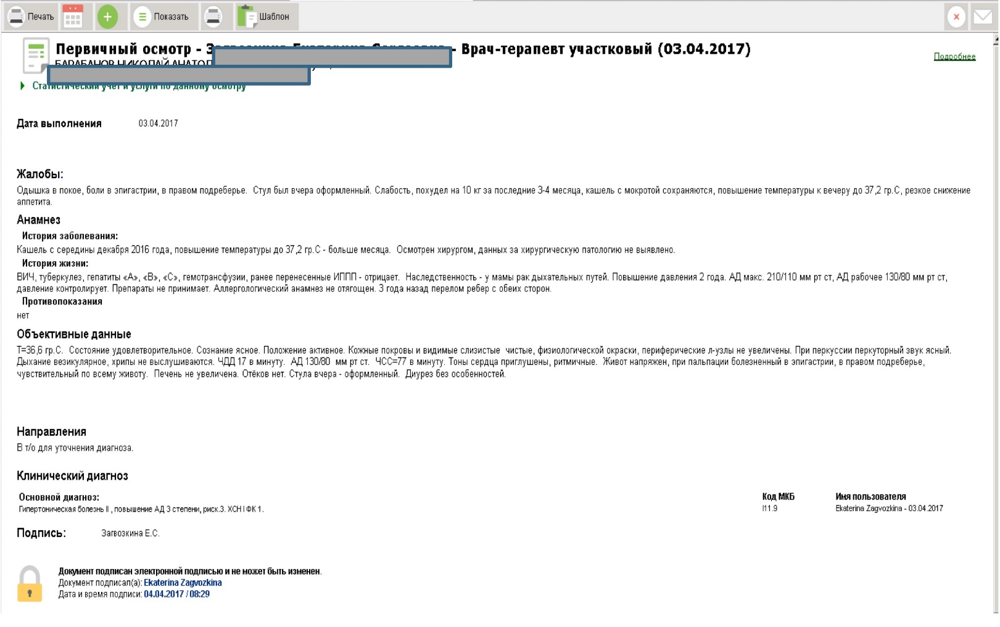 Печать
Показать
Шаблон
Первичный осмотр - - Врач-терапевт участковый (03.04.2017)
Подробнее
БАРАБАНОВ НИКОЛАЙ АНАТОЛ
Статистический учет и услуги по данному осмотру
Дата выполнения 03.04.2017
Жалобы:
Одышка в покое, боли в эпигастрии, в правом подреберье. Стул был вчера оформленный. Слабость, похудел на 10 кг за последние 3-4 месяца, кашель с мокротой сохраняются, повышение температуры к вечеру до 37,2 гр.С, резкое снижение
аппетита.
Анамнез
История заболевания:
Кашель с середины декабря 2016 года, повышение температуры до 37,2 гр.С - больше месяца. Осмотрен хирургом, данных за хирургическую патологию не выявлено.
История жизни:
ВИЧ, туберкулез, гепатиты «А», «В», «С», гемотрансфузии, ранее перенесенные ИППП - отрицает. Наследственность - у мамы рак дыхательных путей. Повышение давления 2 года. АД макс. 210/110 мм рт ст, АД рабочее 130/80 мм рт ст,
давление контролирует. Препараты не принимает. Аллергологический анамнез не отягощен. 3 года назад перелом ребер с обеих сторон.
Противопоказания
нет
Объективные данные
Т=36,6 гр.С. Состояние удовлетворительное. Сознание ясное. Положение активное. Кожные покровы и видимые слизистые чистые, физиологической окраски, периферические л-узлы не увеличены. При перкуссии перкуторный звук ясный.
Дыхание везикулярное, хрипы не выслушиваются. ЧДД 17 в минуту. АД 130/80 мм рт ст. ЧСС=77 в минуту. Тоны сердца приглушены, ритмичные. Живот напряжен, при пальпации болезненный в эпигастрии, в правом подреберье,
чувствительный по всему животу. Печень не увеличена. Отёков нет. Стула вчера - оформленный. Диурез без особенностей.
Направления
В т/о для уточнения диагноза.
Клинический диагноз
Основной диагноз: Код МКБ Имя пользователя
Гипертоническая болезнь II , повышение АД 3 степени, риск.3. ХСН I ФК 1. I11.9 Ekaterina Zagvozkina - 03.04.2017
Подпись: Загвозкина Е.С.
Документ подписан электронной подписью и не может быть изменен.
Документ подписал(а): Ekaterina Zagvozkina
Дата и время подписи: 04.04.2017 / 08:29